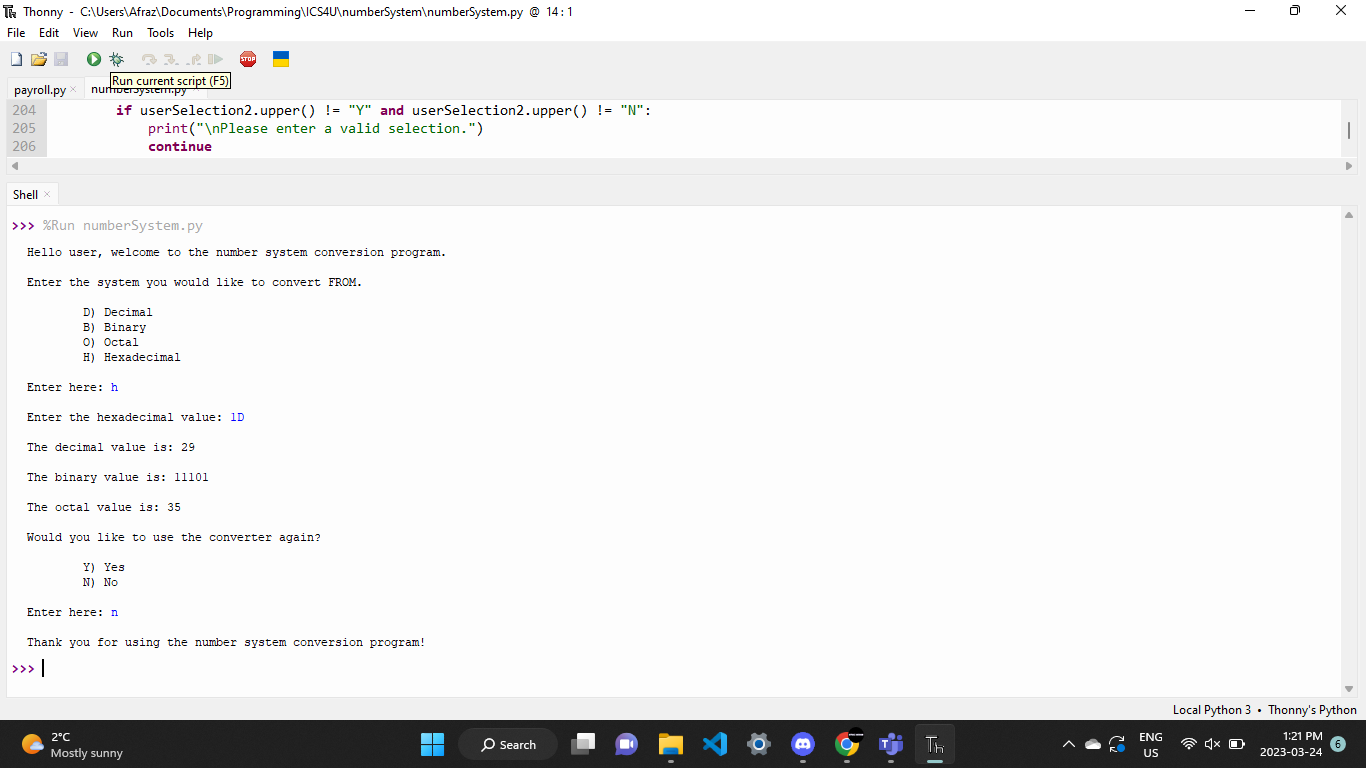 Thonny - C:\Users\Afraz\Documents\Programming\ICS4U\numberSystem\numberSystem.py @ 14:1
File Edit View Run Tools Help
STOP
Run current script (F5)
payroll.py × numberSystem.py ×
204 if userSelection2.upper() != "Y" and userSelection2.upper() != "N":
205 print("\nPlease enter a valid selection.")
206 continue
Shell ×
>>> %Run numberSystem.py
Hello user, welcome to the number system conversion program.
Enter the system you would like to convert FROM.
D) Decimal
B) Binary
O) Octal
H) Hexadecimal
Enter here: h
Enter the hexadecimal value: 1D
The decimal value is: 29
The binary value is: 11101
The octal value is: 35
Would you like to use the converter again?
Y) Yes
N) No
Enter here: n
Thank you for using the number system conversion program!
>>>
Local Python 3 • Thonny's Python
2°C
Mostly sunny
Search
ENG
US
1:21 PM
2023-03-24
6